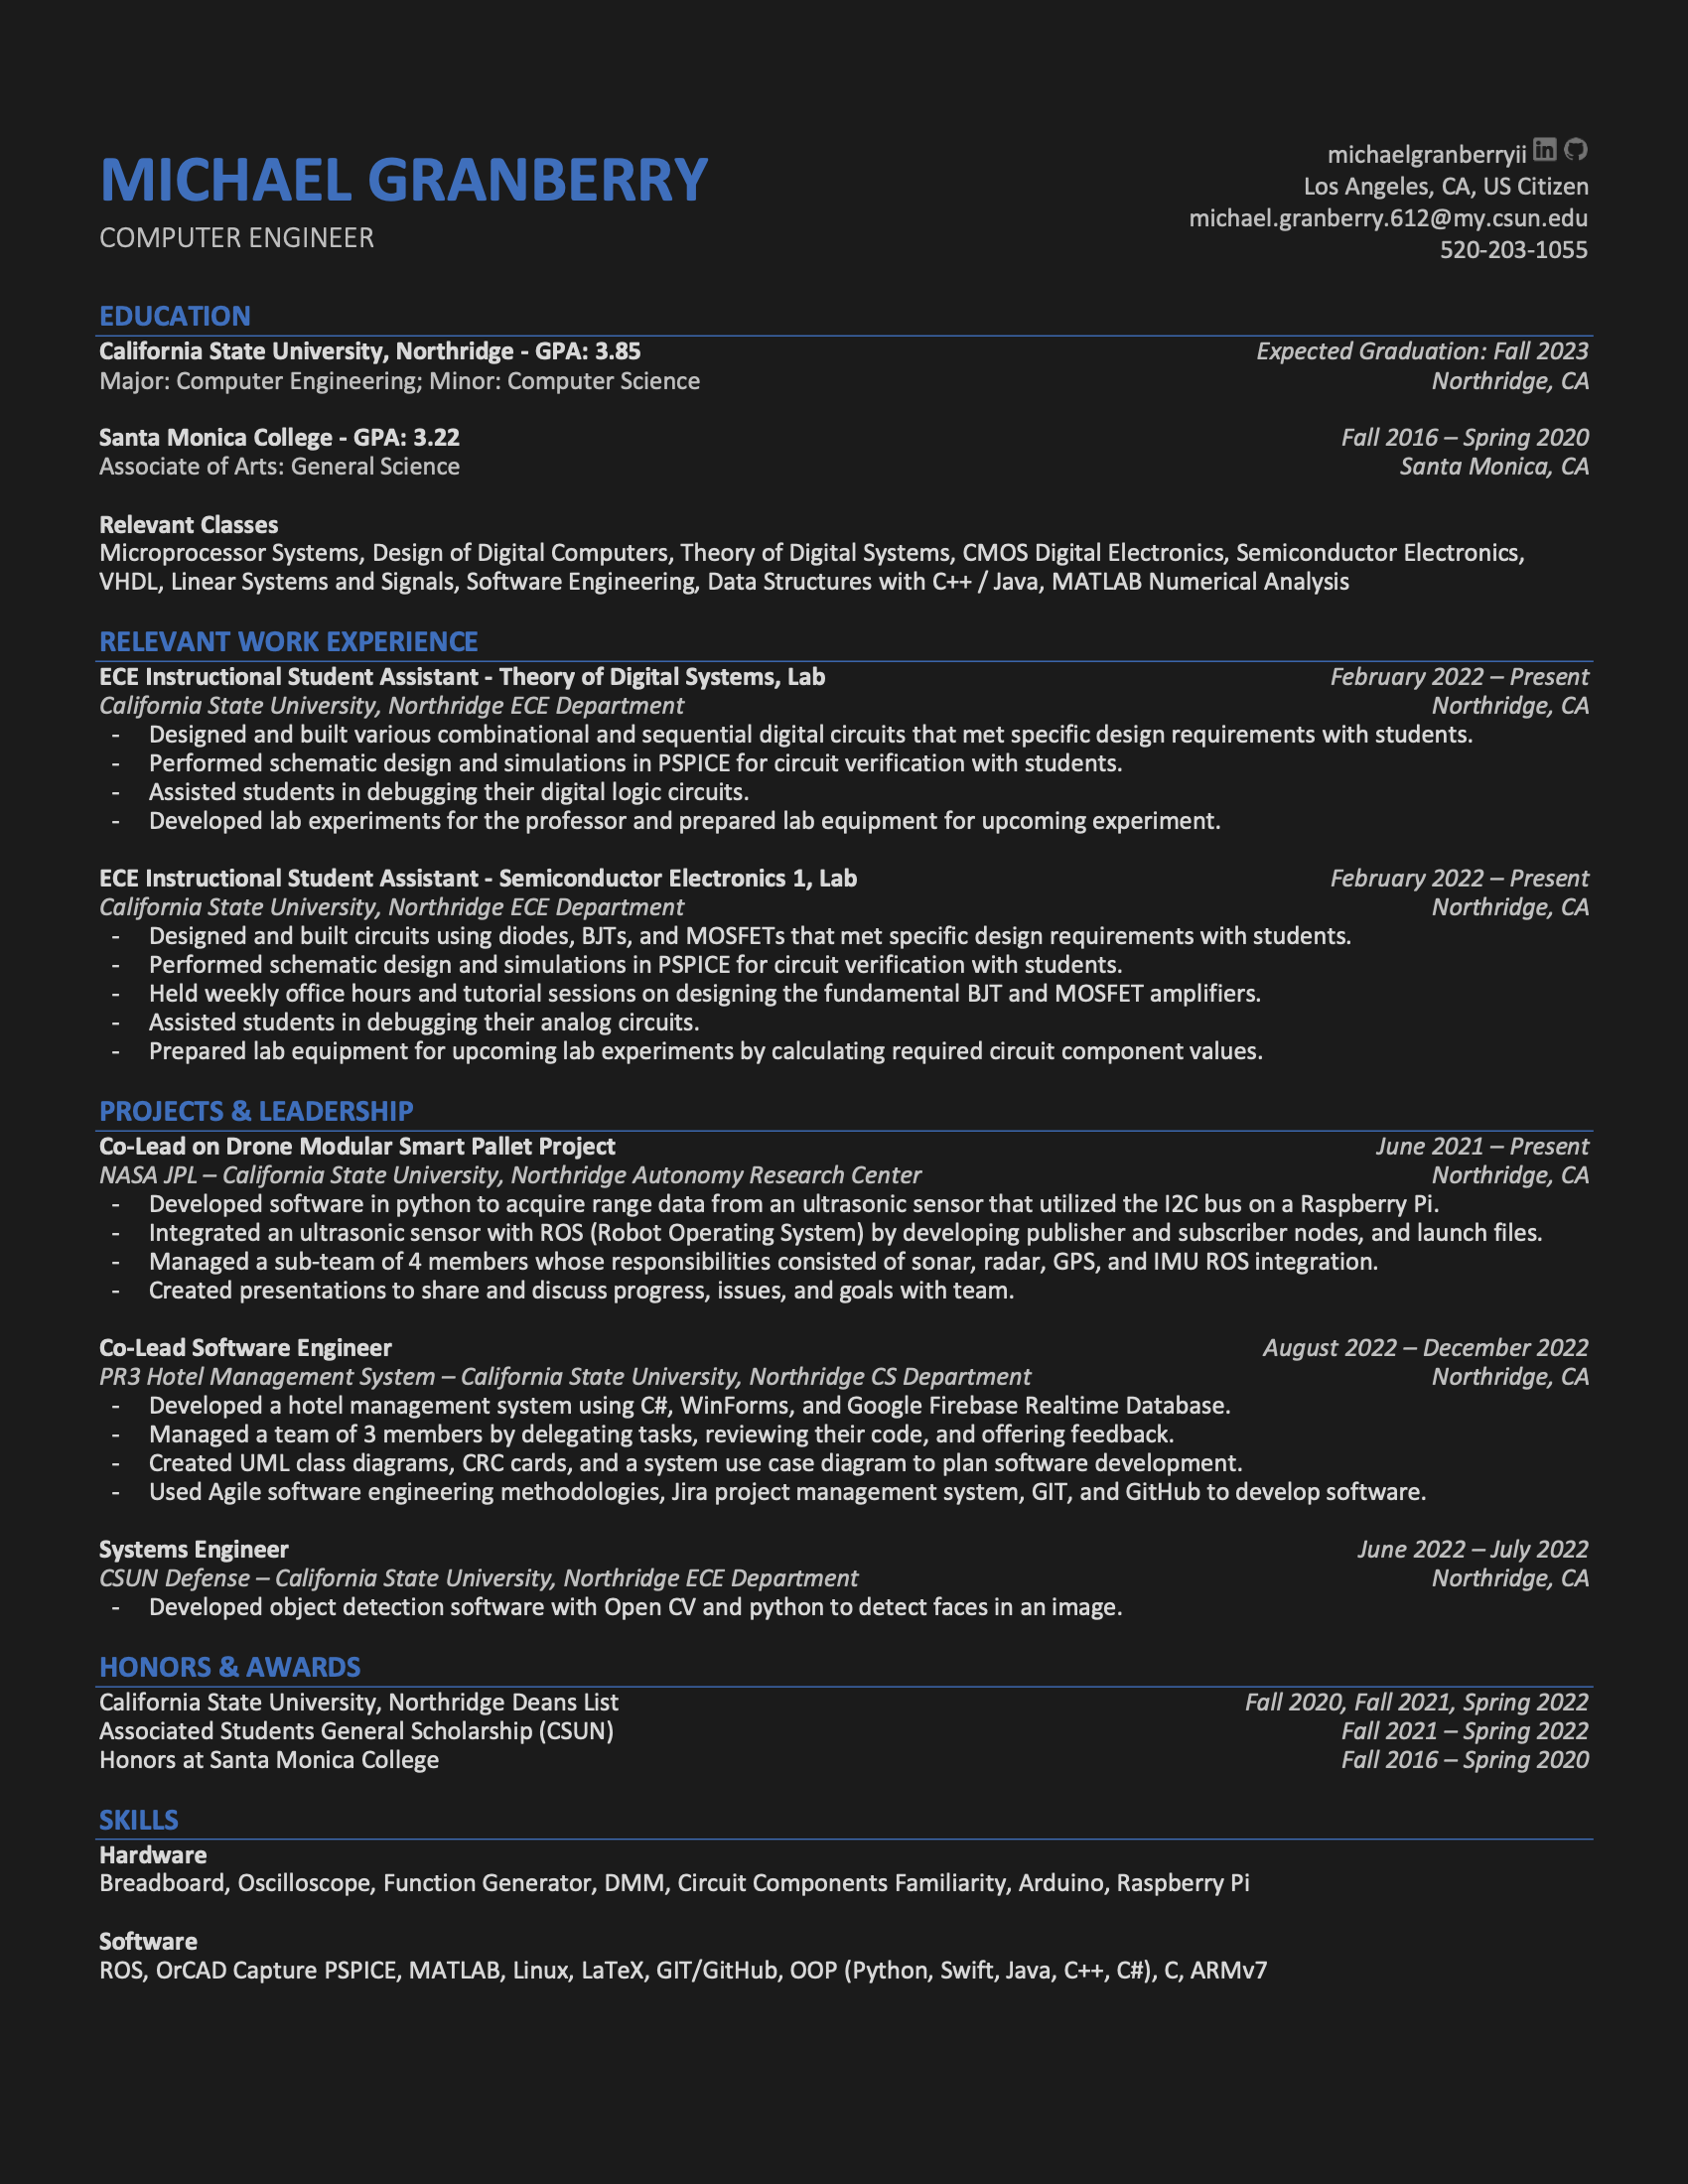 MICHAEL GRANBERRY
COMPUTER ENGINEER
michaelgranberryii in
Los Angeles, CA, US Citizen
michael.granberry.612@my.csun.edu
520-203-1055
EDUCATION
California State University, Northridge - GPA: 3.85 Expected Graduation: Fall 2023
Major: Computer Engineering; Minor: Computer Science Northridge, CA
Santa Monica College - GPA: 3.22 Fall 2016 – Spring 2020
Associate of Arts: General Science Santa Monica, CA
Relevant Classes
Microprocessor Systems, Design of Digital Computers, Theory of Digital Systems, CMOS Digital Electronics, Semiconductor Electronics,
VHDL, Linear Systems and Signals, Software Engineering, Data Structures with C++ / Java, MATLAB Numerical Analysis
RELEVANT WORK EXPERIENCE
ECE Instructional Student Assistant - Theory of Digital Systems, Lab February 2022 – Present
California State University, Northridge ECE Department Northridge, CA
- Designed and built various combinational and sequential digital circuits that met specific design requirements with students.
- Performed schematic design and simulations in PSPICE for circuit verification with students.
- Assisted students in debugging their digital logic circuits.
- Developed lab experiments for the professor and prepared lab equipment for upcoming experiment.
ECE Instructional Student Assistant - Semiconductor Electronics 1, Lab February 2022 – Present
California State University, Northridge ECE Department Northridge, CA
- Designed and built circuits using diodes, BJTs, and MOSFETs that met specific design requirements with students.
- Performed schematic design and simulations in PSPICE for circuit verification with students.
- Held weekly office hours and tutorial sessions on designing the fundamental BJT and MOSFET amplifiers.
- Assisted students in debugging their analog circuits.
- Prepared lab equipment for upcoming lab experiments by calculating required circuit component values.
PROJECTS & LEADERSHIP
Co-Lead on Drone Modular Smart Pallet Project June 2021 – Present
NASA JPL – California State University, Northridge Autonomy Research Center Northridge, CA
- Developed software in python to acquire range data from an ultrasonic sensor that utilized the I2C bus on a Raspberry Pi.
- Integrated an ultrasonic sensor with ROS (Robot Operating System) by developing publisher and subscriber nodes, and launch files.
- Managed a sub-team of 4 members whose responsibilities consisted of sonar, radar, GPS, and IMU ROS integration.
- Created presentations to share and discuss progress, issues, and goals with team.
Co-Lead Software Engineer August 2022 – December 2022
PR3 Hotel Management System – California State University, Northridge CS Department Northridge, CA
- Developed a hotel management system using C#, WinForms, and Google Firebase Realtime Database.
- Managed a team of 3 members by delegating tasks, reviewing their code, and offering feedback.
- Created UML class diagrams, CRC cards, and a system use case diagram to plan software development.
- Used Agile software engineering methodologies, Jira project management system, GIT, and GitHub to develop software.
Systems Engineer June 2022 – July 2022
CSUN Defense – California State University, Northridge ECE Department Northridge, CA
- Developed object detection software with Open CV and python to detect faces in an image.
HONORS & AWARDS
California State University, Northridge Deans List Fall 2020, Fall 2021, Spring 2022
Associated Students General Scholarship (CSUN) Fall 2021 – Spring 2022
Honors at Santa Monica College Fall 2016 – Spring 2020
SKILLS
Hardware
Breadboard, Oscilloscope, Function Generator, DMM, Circuit Components Familiarity, Arduino, Raspberry Pi
Software
ROS, OrCAD Capture PSPICE, MATLAB, Linux, LaTeX, GIT/GitHub, OOP (Python, Swift, Java, C++, C#), C, ARMv7